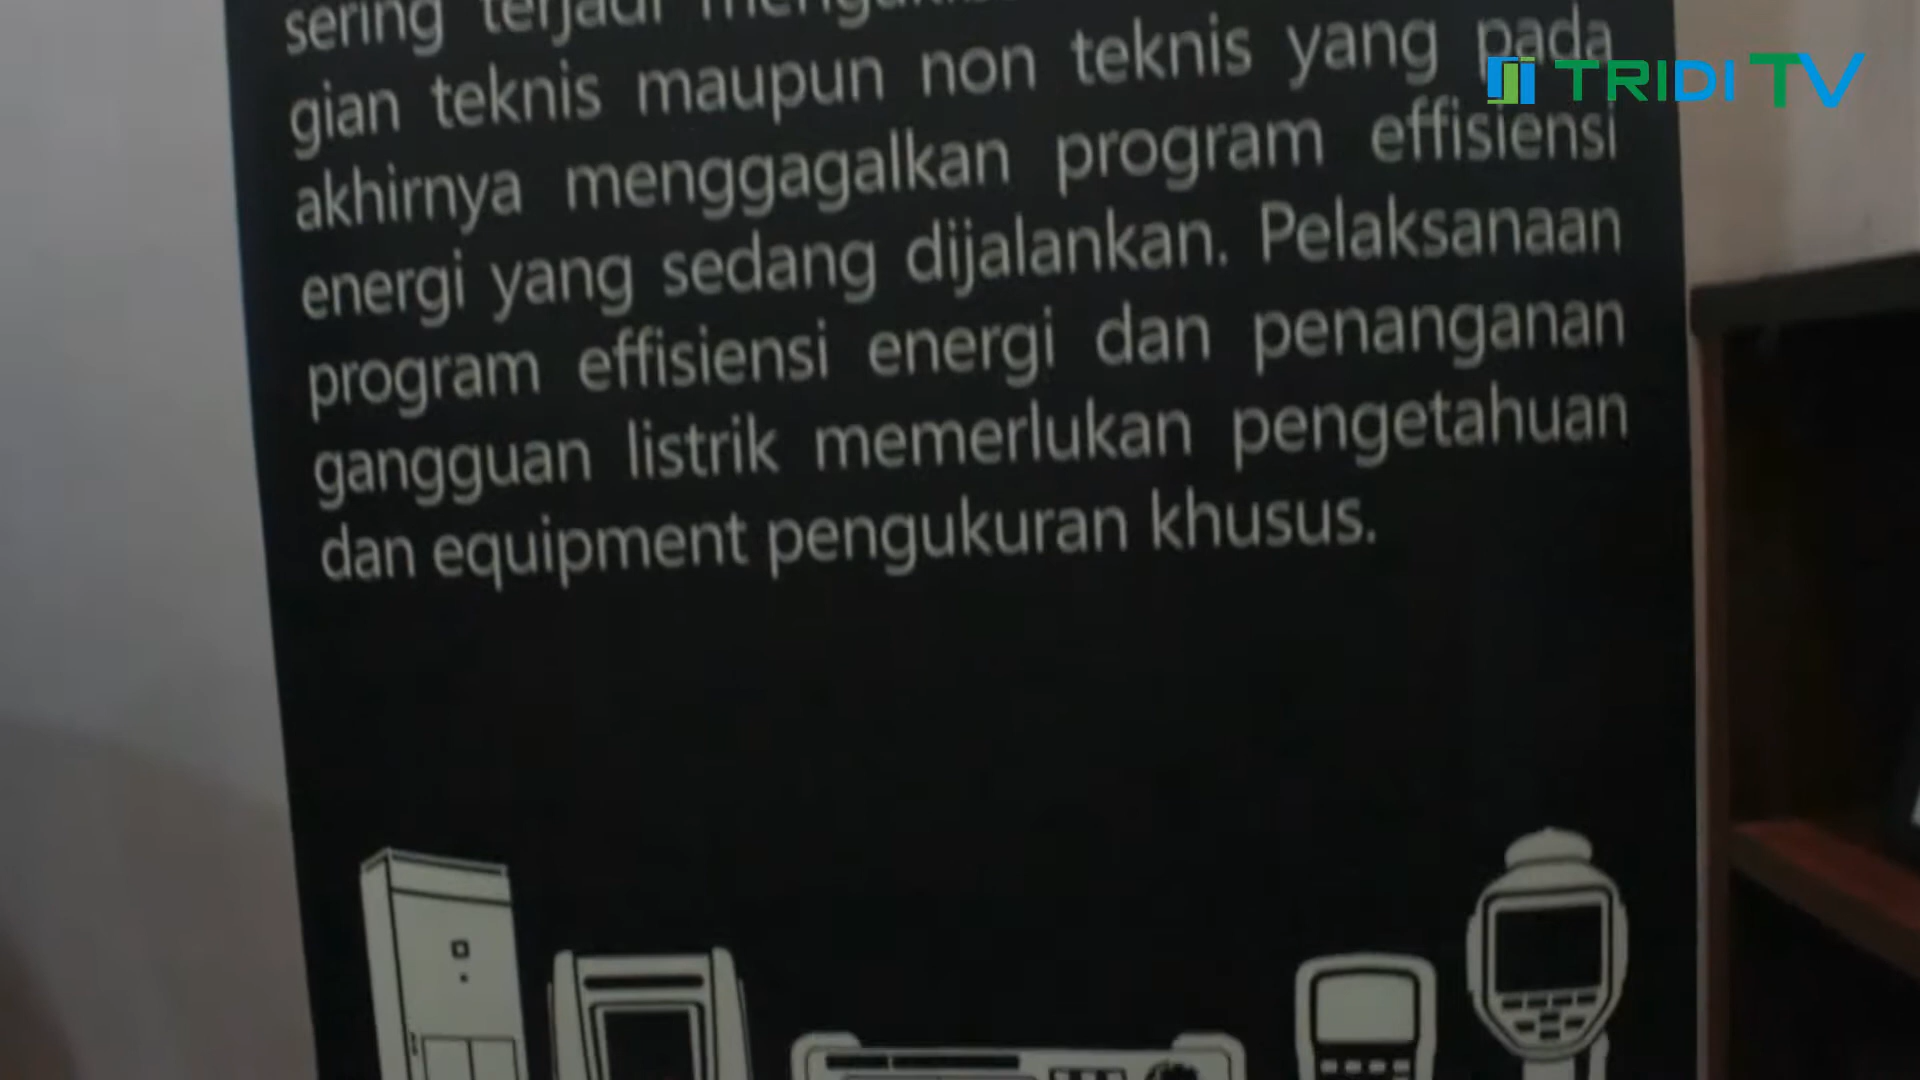 sering terjadi
gian teknis maupun non teknis yang pada
akhirnya menggagalkan program effisiensi
energi yang sedang dijalankan. Pelaksanaan
program effisiensi energi dan penanganan
gangguan listrik memerlukan pengetahuan
dan equipment pengukuran khusus.
TRIDI TV